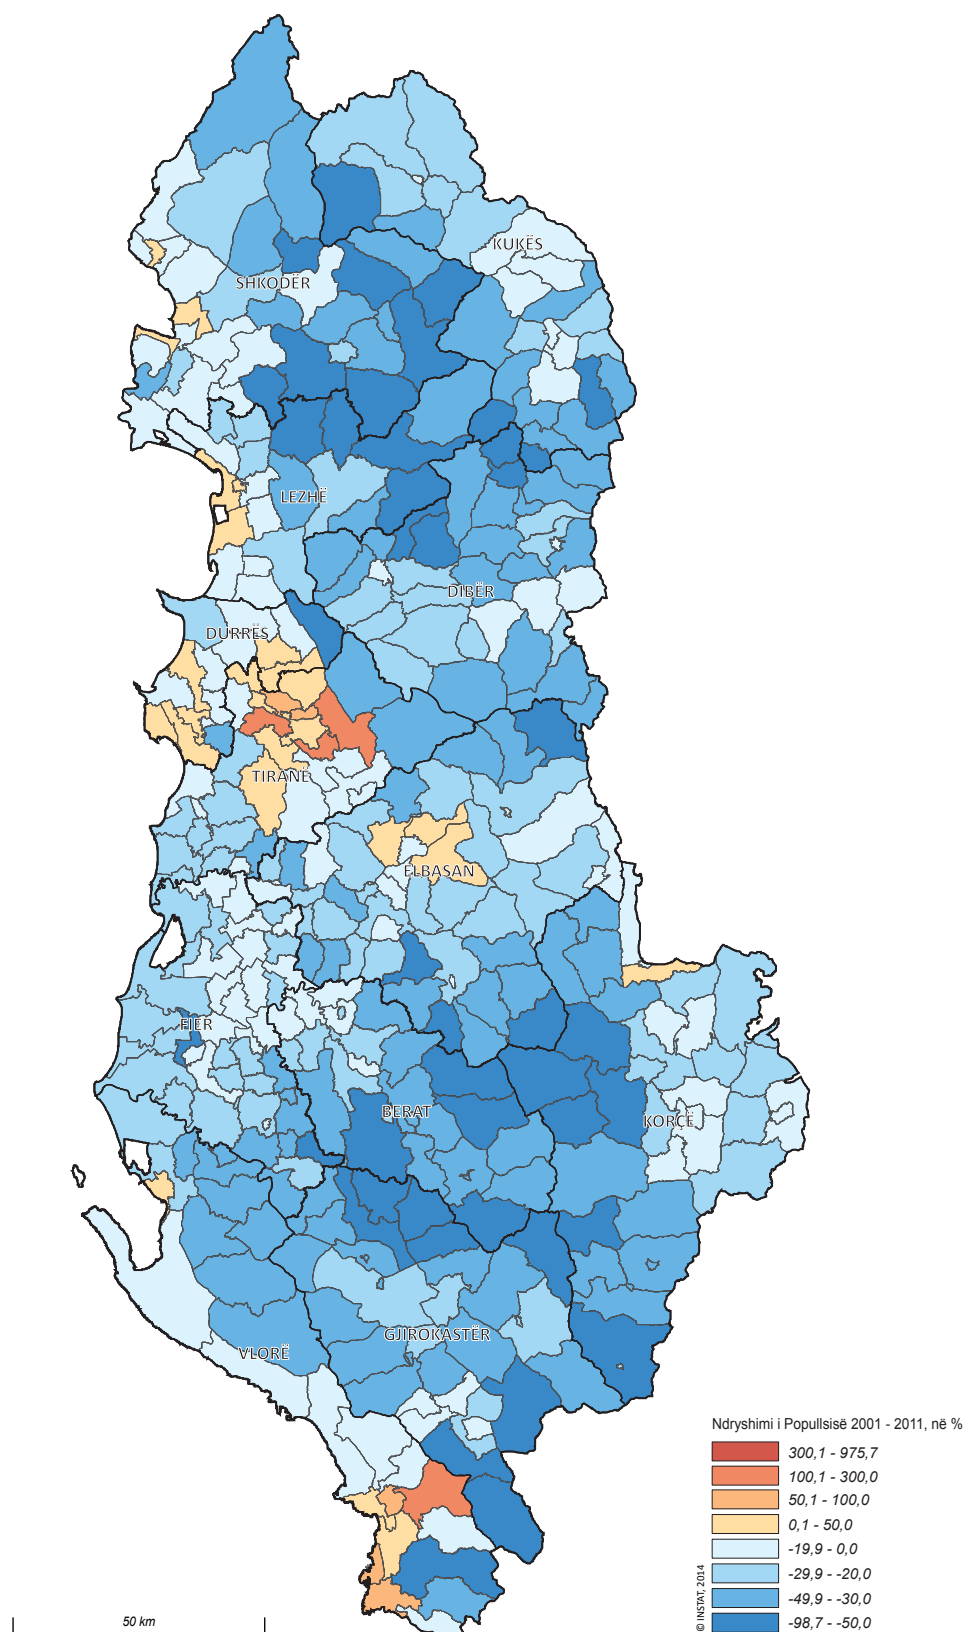 KUKËS
SHKODËR
LEZHË
DIBËR
DURRËS
TIRANË
ELBASAN
FIER
BERAT
KORÇË
GJIROKASTËR
VLORË
Ndryshimi i Popullsisë 2001 - 2011, në %
300,1 - 975,7
100,1 - 300,0
50,1 - 100,0
0,1 - 50,0
-19,9 - 0,0
-29,9 - -20,0
-49,9 - -30,0
-98,7 - -50,0
© INSTAT, 2014
50 km